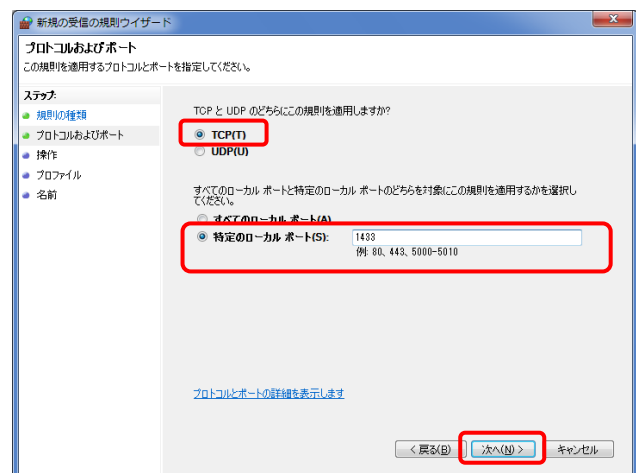 新規の受信の規則ウィザード
プロトコルおよびポート
この規則を適用するプロトコルとポートを指定してください。
ステップ:
規則の種類
プロトコルおよびポート
操作
プロファイル
名前
TCP と UDP のどちらにこの規則を適用しますか?
TCP(T)
UDP(U)
すべてのローカル ポートと特定のローカル ポートのどちらを対象にこの規則を適用するかを選択し
てください。
すべてのローカル ポート(A)
特定のローカル ポート(S): 1433
例: 80、443、5000-5010
プロトコルとポートの詳細を表示します
< 戻る(B) 次へ(N) > キャンセル